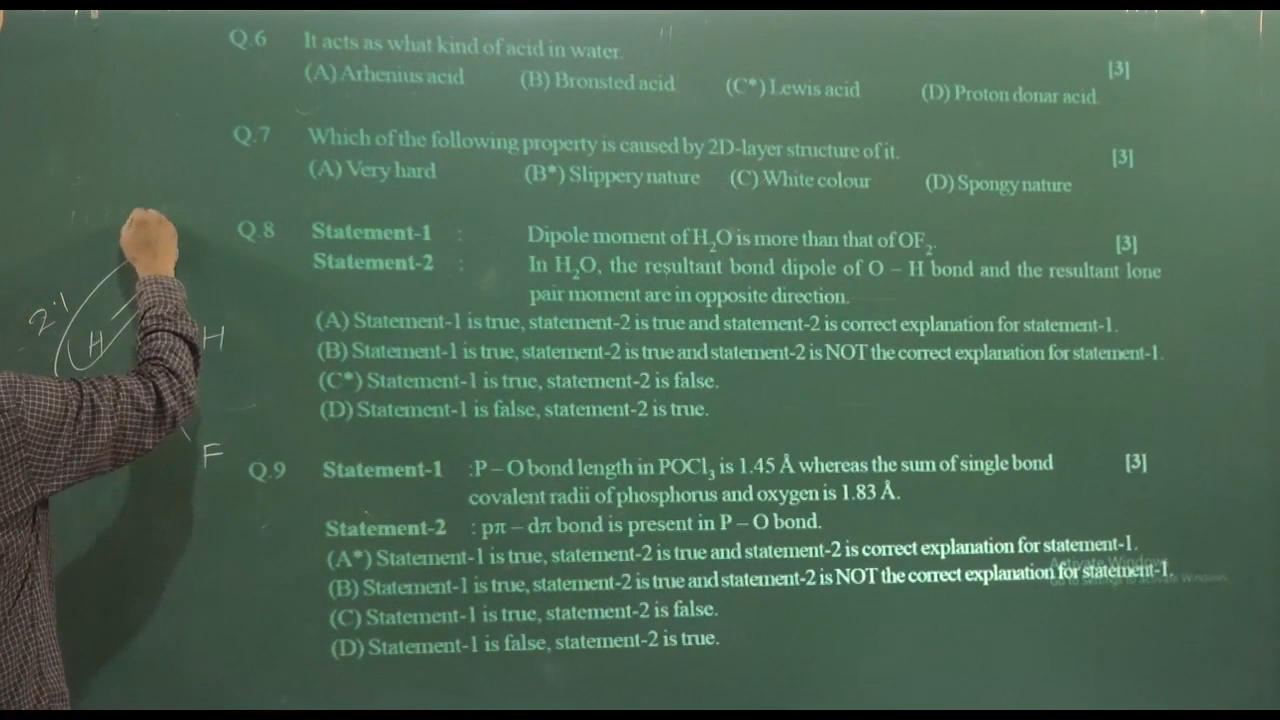 Q.6 It acts as what kind of acid in water. [3]
(A) Arhenius acid (B) Bronsted acid (C*) Lewis acid (D) Proton donar acid
Q.7 Which of the following property is caused by 2D-layer structure of it. [3]
(A) Very hard (B*) Slippery nature (C) White colour (D) Spongy nature
Q.8 Statement-1 : Dipole moment of H₂O is more than that of OF₂. [3]
Statement-2 : In H₂O, the resultant bond dipole of O – H bond and the resultant lone
pair moment are in opposite direction.
(A) Statement-1 is true, statement-2 is true and statement-2 is correct explanation for statement-1.
(B) Statement-1 is true, statement-2 is true and statement-2 is NOT the correct explanation for statement-1.
(C*) Statement-1 is true, statement-2 is false.
(D) Statement-1 is false, statement-2 is true.
Q.9 Statement-1 :P – O bond length in POCl₃ is 1.45 Å whereas the sum of single bond [3]
covalent radii of phosphorus and oxygen is 1.83 Å.
Statement-2 : pπ – dπ bond is present in P – O bond.
(A*) Statement-1 is true, statement-2 is true and statement-2 is correct explanation for statement-1.
(B) Statement-1 is true, statement-2 is true and statement-2 is NOT the correct explanation for statement-1.
(C) Statement-1 is true, statement-2 is false.
(D) Statement-1 is false, statement-2 is true.
H
H
F
Activate Windows